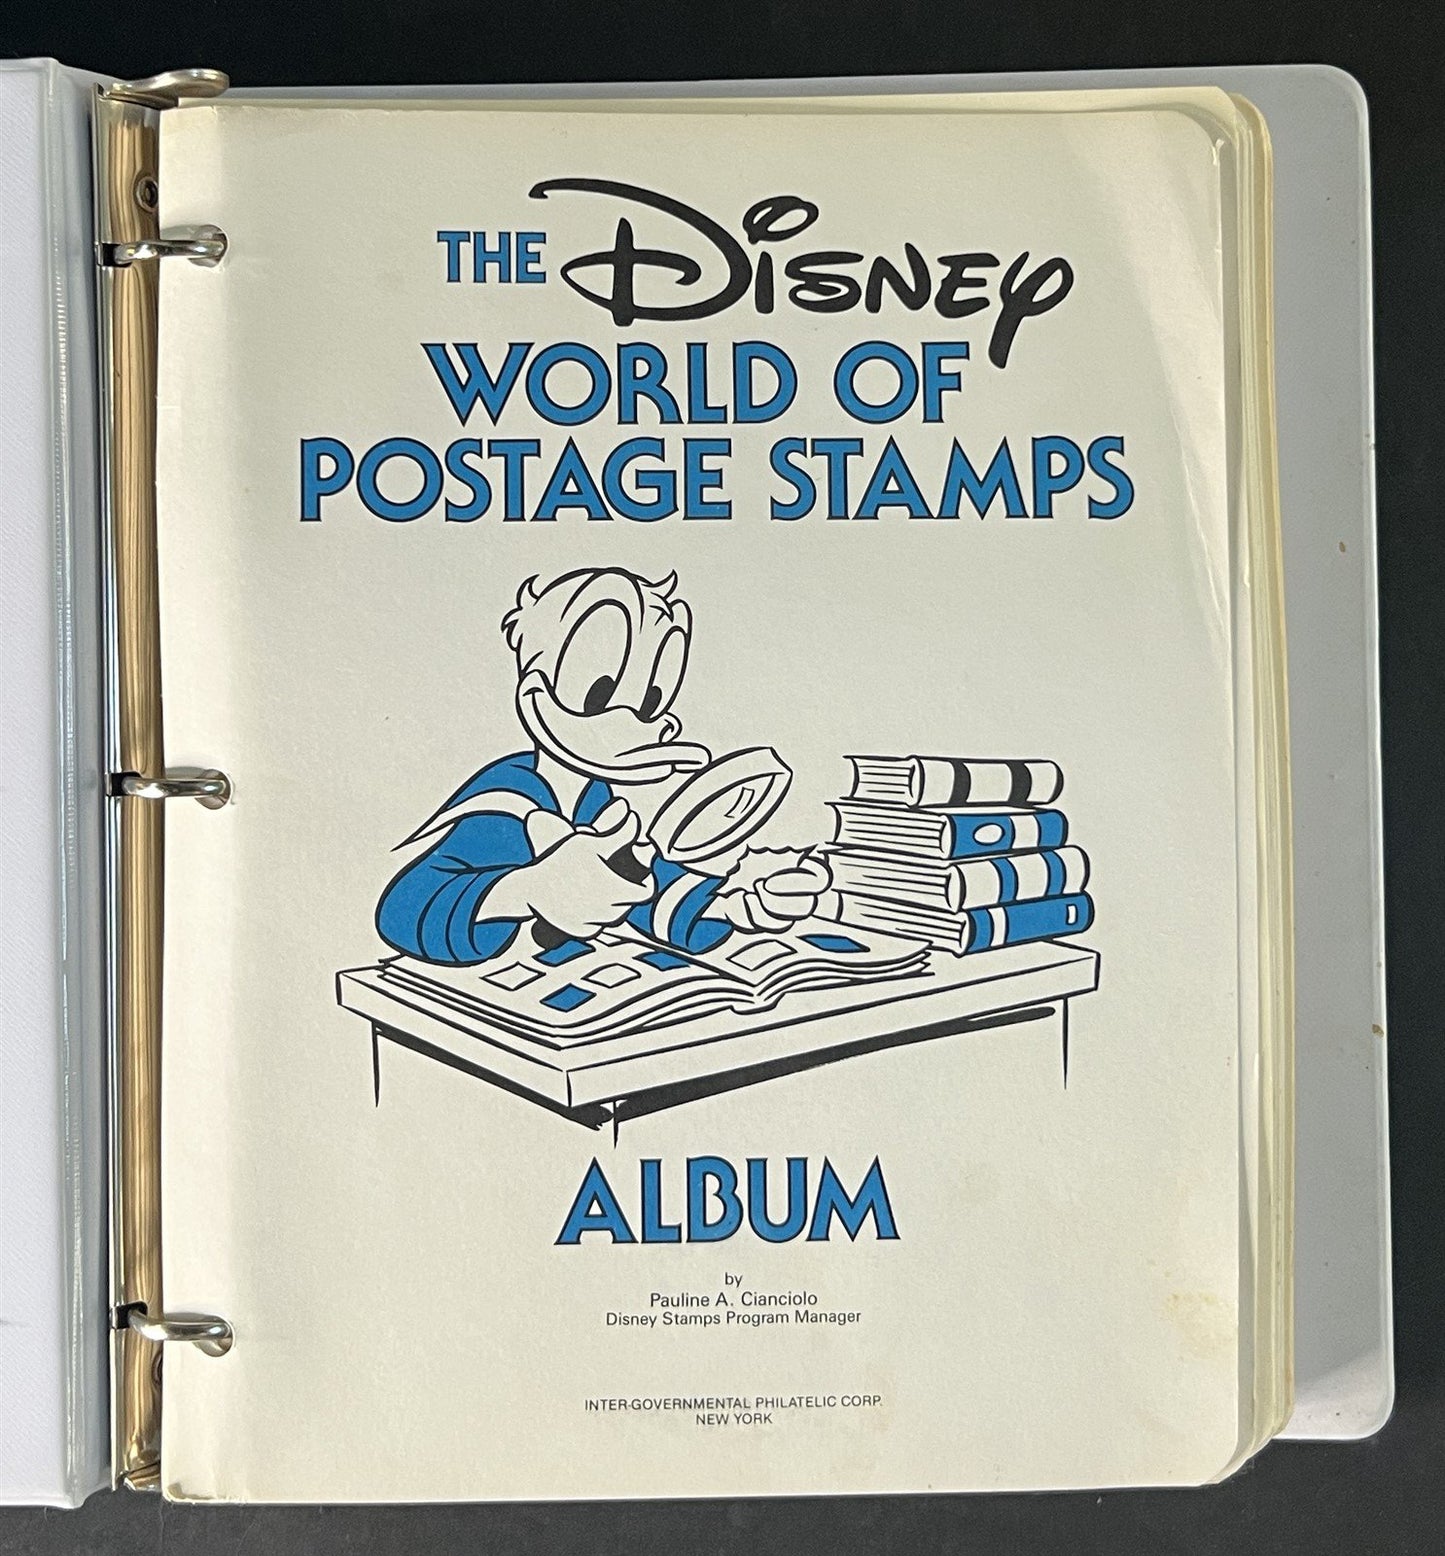 THE Disney
WORLD OF
POSTAGE STAMPS
ALBUM
by
Pauline A. Cianciolo
Disney Stamps Program Manager
INTER-GOVERNMENTAL PHILATELIC CORP.
NEW YORK